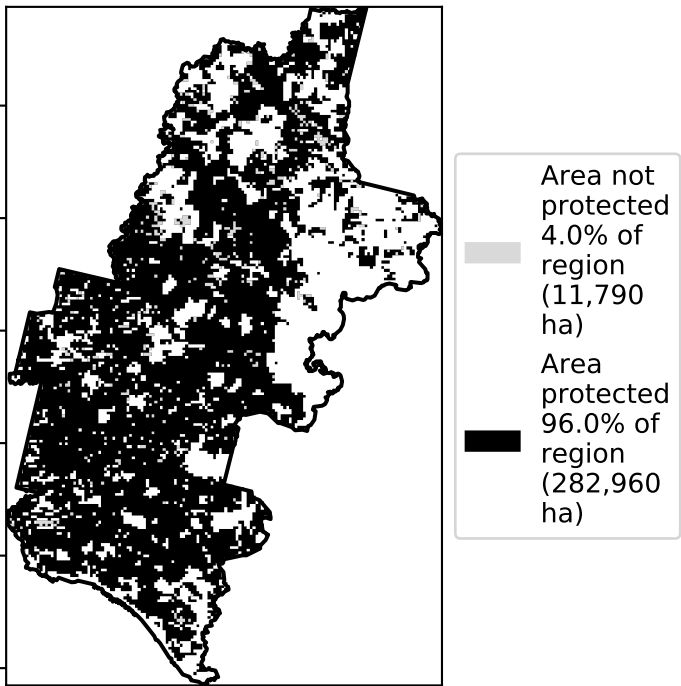 Area not
protected
4.0% of
region
(11,790
ha)
Area
protected
96.0% of
region
(282,960
ha)